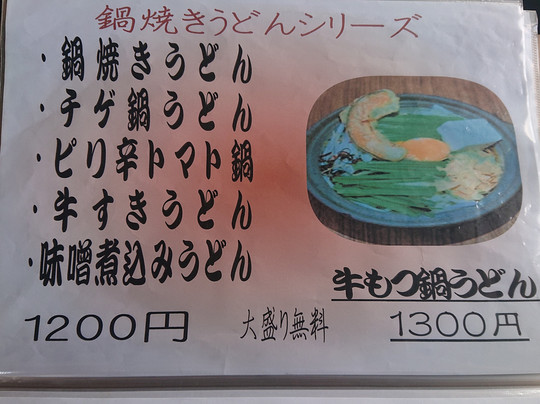 鍋焼きうどんシリーズ
・鍋焼きうどん
・チゲ鍋うどん
・ピリ辛トマト鍋
・牛すきうどん
・味噌煮込みうどん
1200円
大盛り無料
牛もつ鍋うどん
1300円